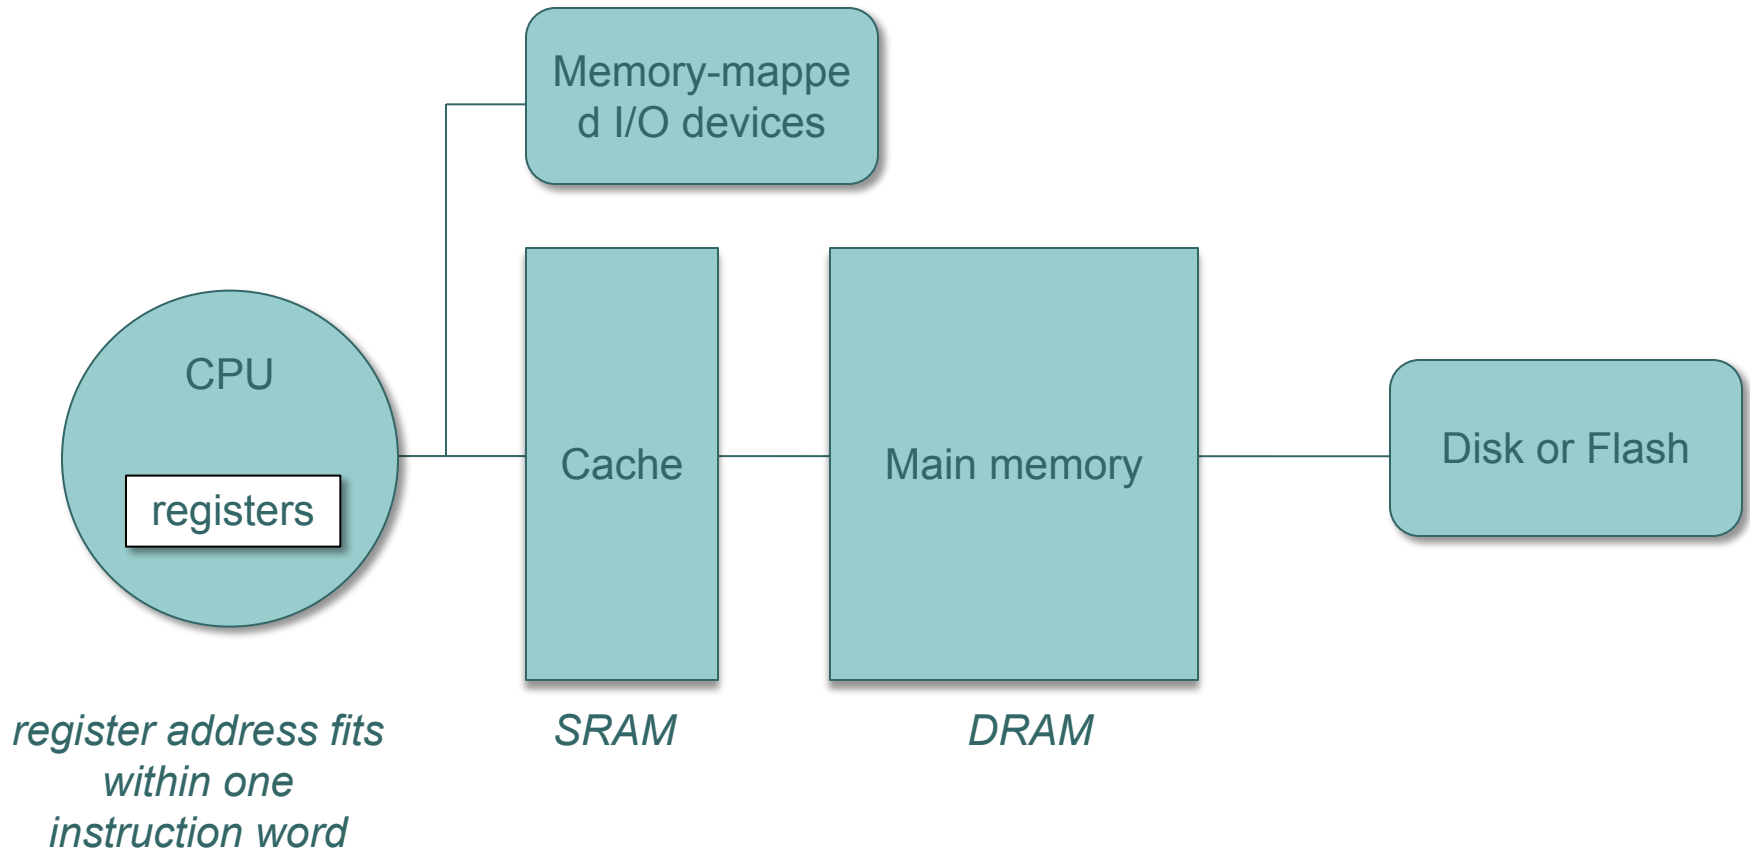 Memory-mappe
d I/O devices
CPU
registers
Cache
Main memory
Disk or Flash
register address fits
within one
instruction word
SRAM
DRAM